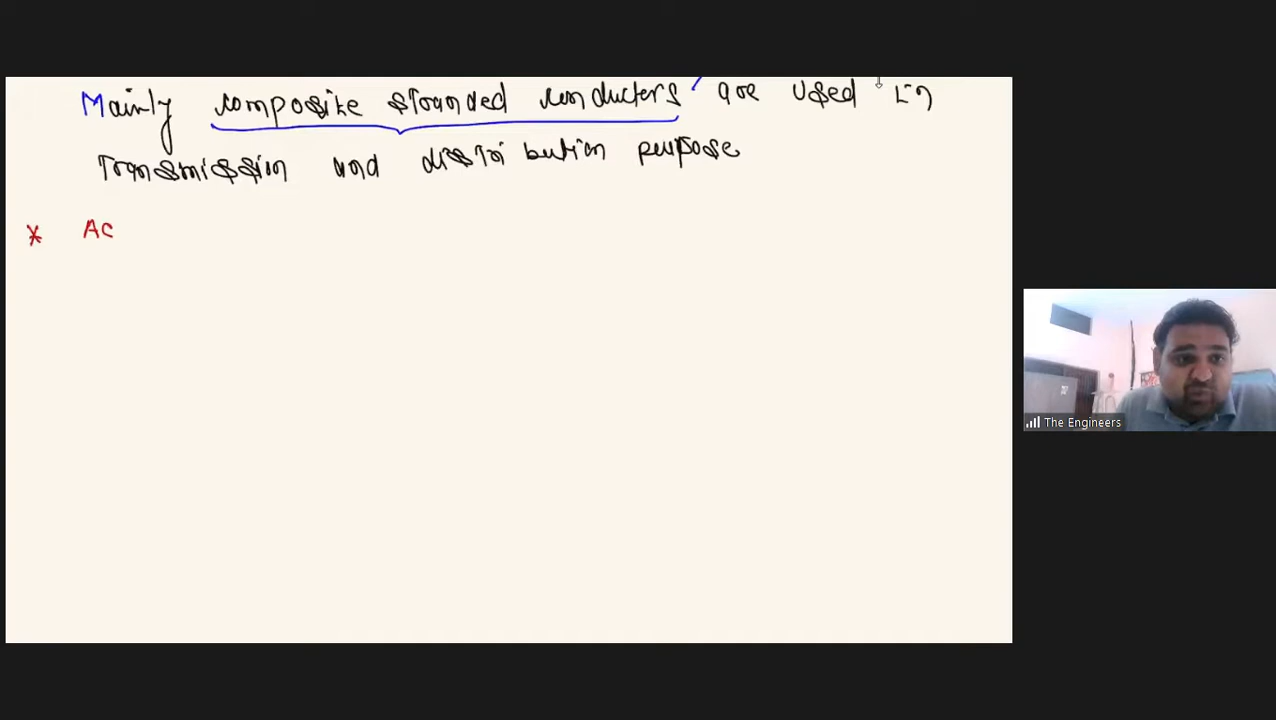 Mainly composite stranded conductors are used in
Transmission and distribution purpose
* AC
The Engineers